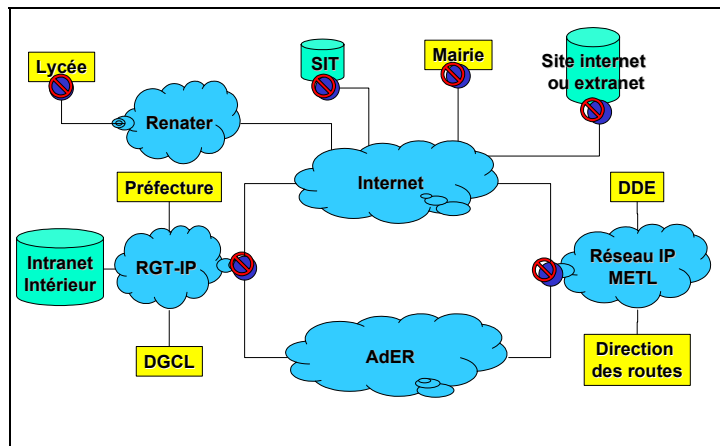 Lycée
SIT
Mairie
Site internet
ou extranet
Renater
Internet
Préfecture
DDE
Intranet
Intérieur
RGT-IP
Réseau IP
METL
AdER
DGCL
Direction
des routes